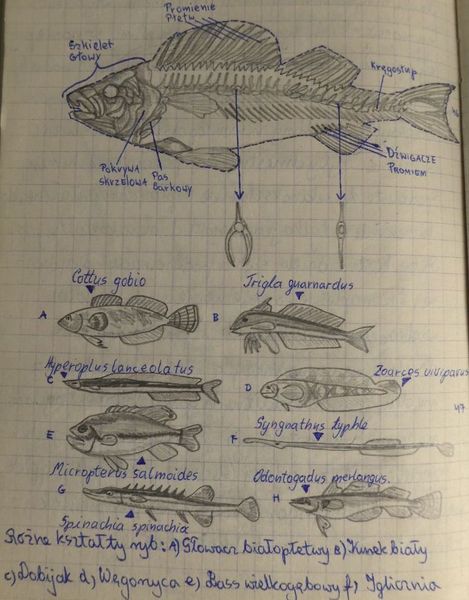 Promienie
Płetw
Szkielet
Głowy
Kręgosłup
Pokrywa
skrzelowa
Pas
Barkowy
Dźwigacze
Promieni
Cottus gobio
Trigla guarnardus
A
B
Hyperoplus lanceolatus
Zoarces viviparus
C
D
47
Syngnathus typhle
E
F
Micropterus salmoides
Odontogadus merlangus.
G
H
Spinachia spinachia
Różne kształty ryb: A) Głowacz białopłetwy B) Kurek biały
c) Dobijak d) Węgorzyca e) Bass wielkogębowy f) Iglicznia